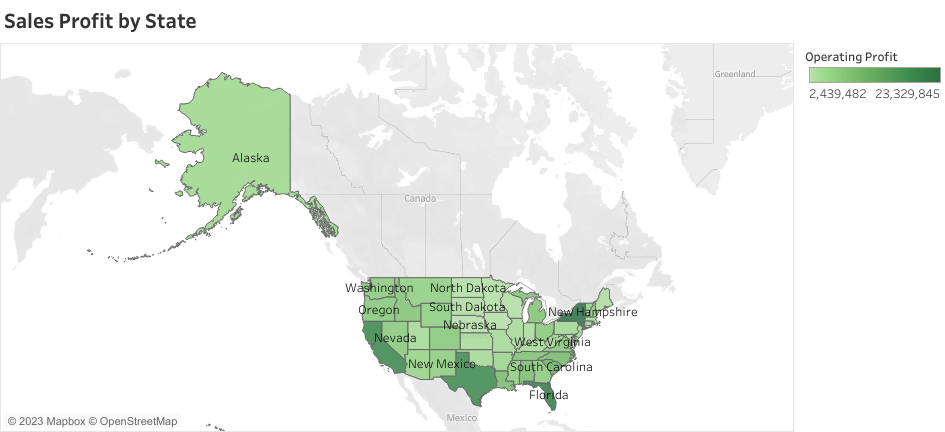 Sales Profit by State
Operating Profit
2,439,482 23,329,845
Greenland
Alaska
Canada
Washington
North Dakota
Oregon
South Dakota
New Hampshire
Nebraska
Nevada
West Virginia
New Mexico
South Carolina
Florida
Mexico
© 2023 Mapbox © OpenStreetMap